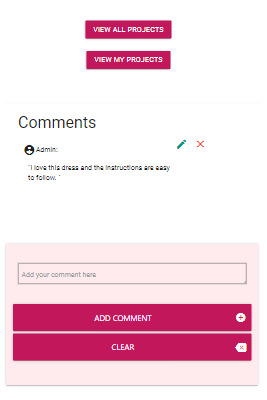 VIEW ALL PROJECTS
VIEW MY PROJECTS
Comments
Admin:
"I love this dress and the instructions are easy
to follow. "
Add your comment here
ADD COMMENT
CLEAR